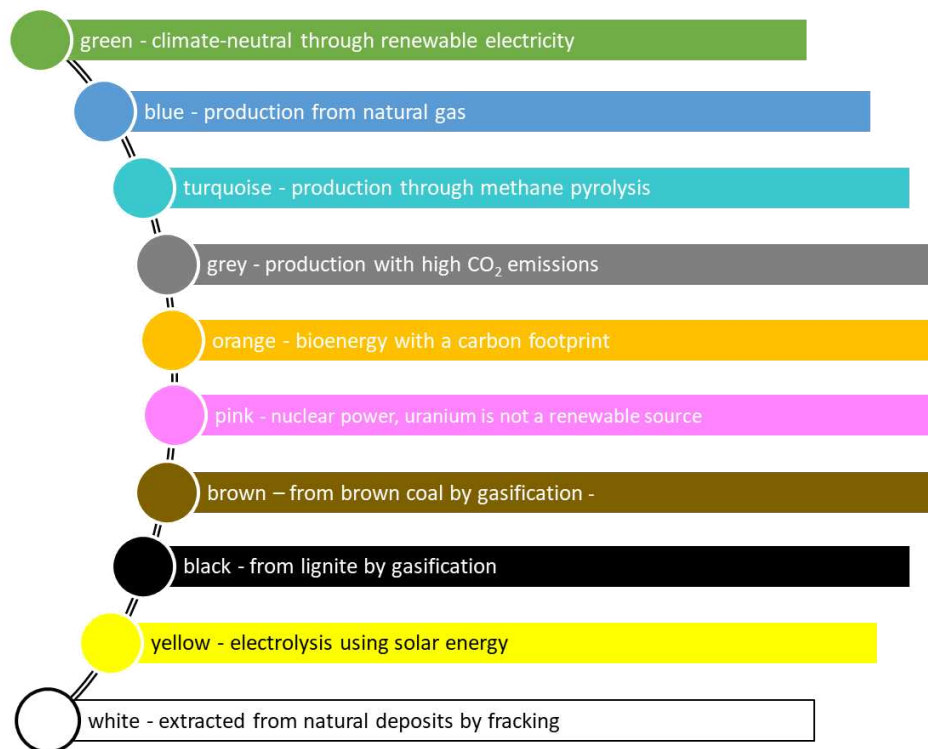 green - climate-neutral through renewable electricity
blue - production from natural gas
turquoise - production through methane pyrolysis
grey - production with high CO₂ emissions
orange - bioenergy with a carbon footprint
pink - nuclear power, uranium is not a renewable source
brown – from brown coal by gasification -
black - from lignite by gasification
yellow - electrolysis using solar energy
white - extracted from natural deposits by fracking